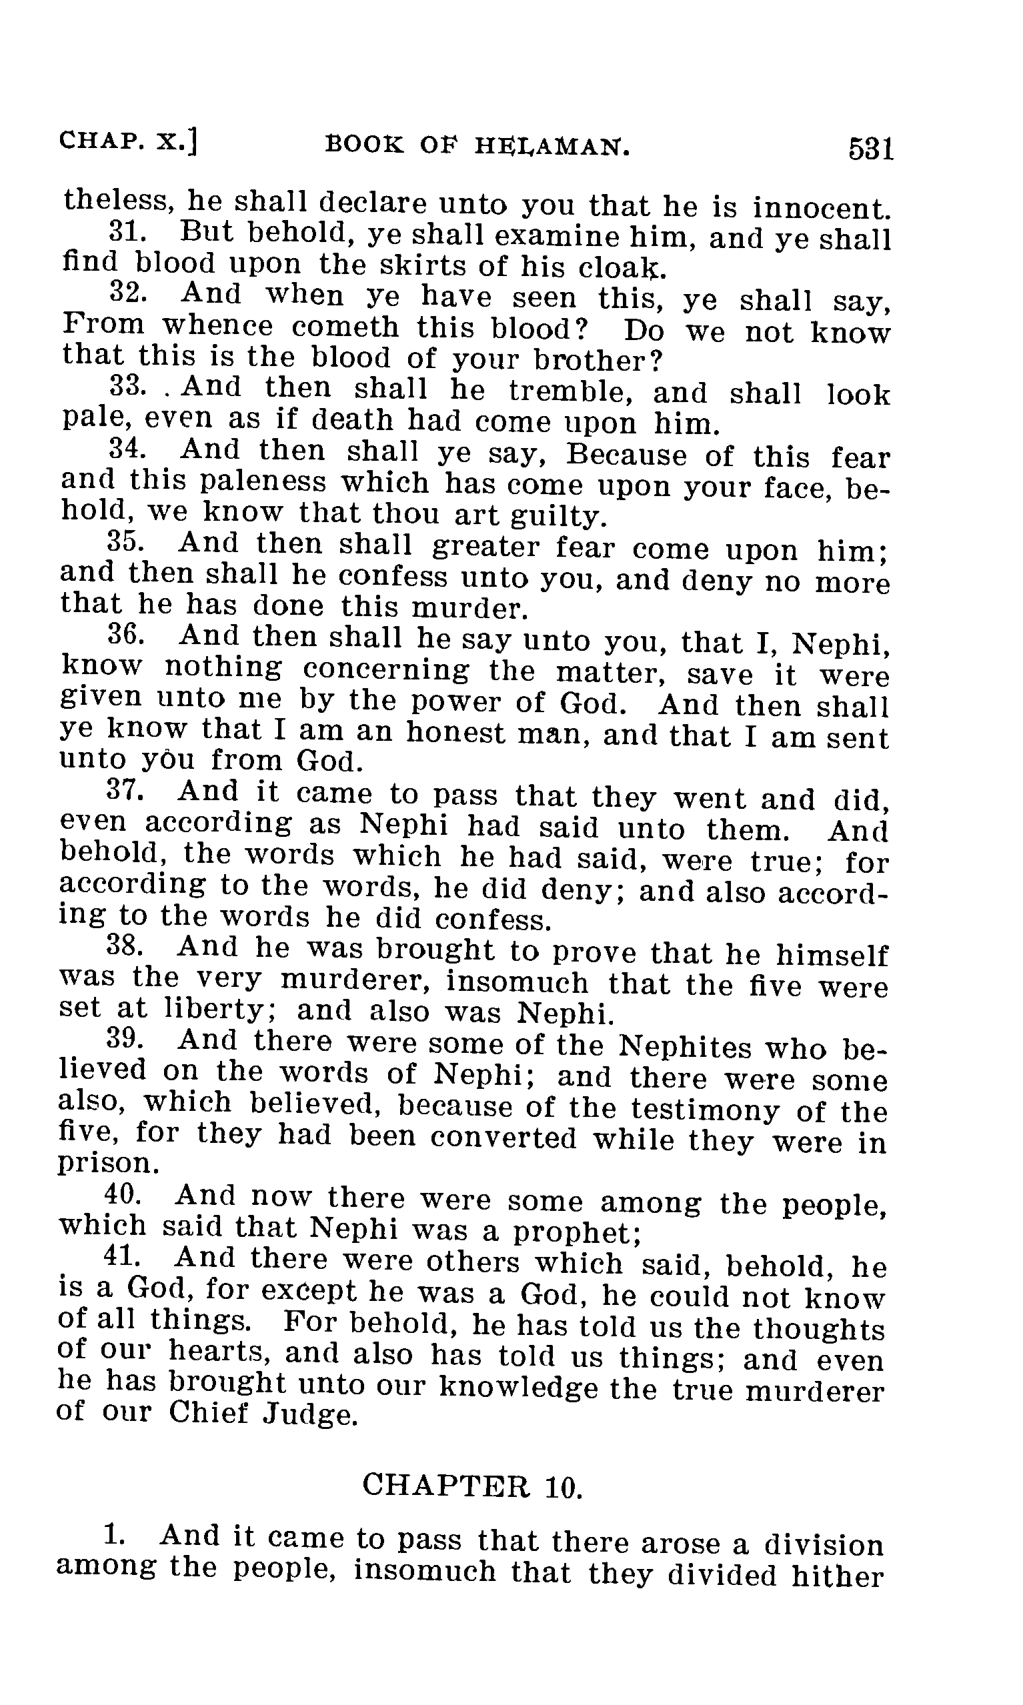 CHAP. X.] BOOK OF HELAMAN. 531
theless, he shall declare unto you that he is innocent.
31. But behold, ye shall examine him, and ye shall
find blood upon the skirts of his cloak.
32. And when ye have seen this, ye shall say,
From whence cometh this blood? Do we not know
that this is the blood of your brother?
33. . And then shall he tremble, and shall look
pale, even as if death had come upon him.
34. And then shall ye say, Because of this fear
and this paleness which has come upon your face, be-
hold, we know that thou art guilty.
35. And then shall greater fear come upon him;
and then shall he confess unto you, and deny no more
that he has done this murder.
36. And then shall he say unto you, that I, Nephi,
know nothing concerning the matter, save it were
given unto me by the power of God. And then shall
ye know that I am an honest man, and that I am sent
unto you from God.
37. And it came to pass that they went and did,
even according as Nephi had said unto them. And
behold, the words which he had said, were true; for
according to the words, he did deny; and also accord-
ing to the words he did confess.
38. And he was brought to prove that he himself
was the very murderer, insomuch that the five were
set at liberty; and also was Nephi.
39. And there were some of the Nephites who be-
lieved on the words of Nephi; and there were some
also, which believed, because of the testimony of the
five, for they had been converted while they were in
prison.
40. And now there were some among the people,
which said that Nephi was a prophet;
41. And there were others which said, behold, he
is a God, for except he was a God, he could not know
of all things. For behold, he has told us the thoughts
of our hearts, and also has told us things; and even
he has brought unto our knowledge the true murderer
of our Chief Judge.
CHAPTER 10.
1. And it came to pass that there arose a division
among the people, insomuch that they divided hither